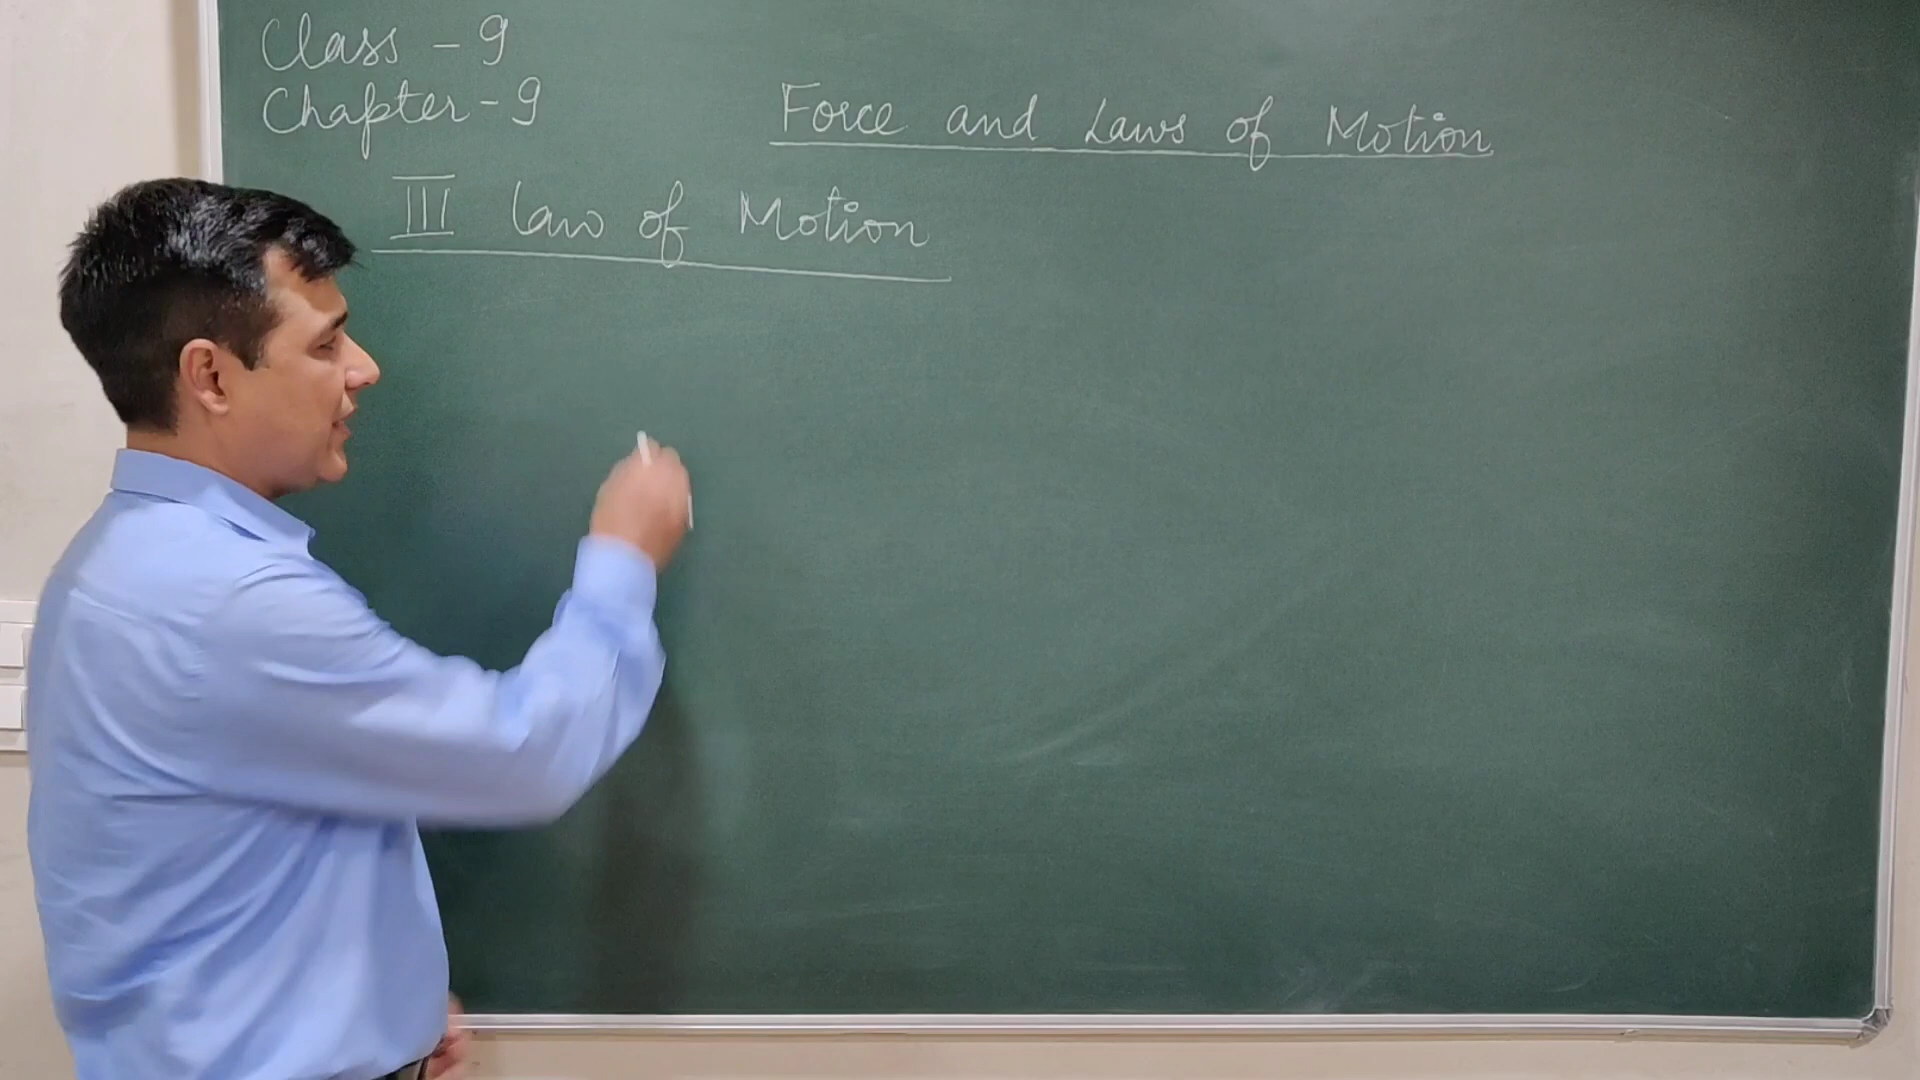 Class - 9
Chapter - 9
Force and Laws of Motion
III law of Motion